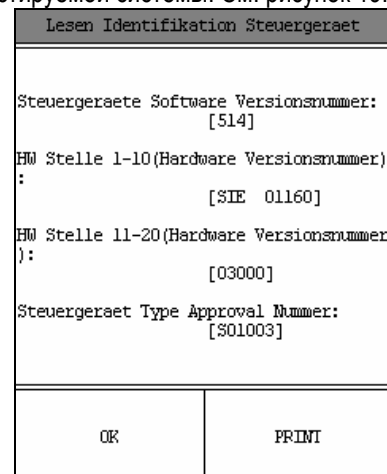 Lesen Identifikation Steuergeraet
Steuergeraete Software Versionsnummer:
[514]
HW Stelle 1-10(Hardware Versionsnummer)
:
[SIE 01160]
HW Stelle 11-20(Hardware Versionsnummer
):
[03000]
Steuergeraet Type Approval Nummer:
[S01003]
OK PRINT